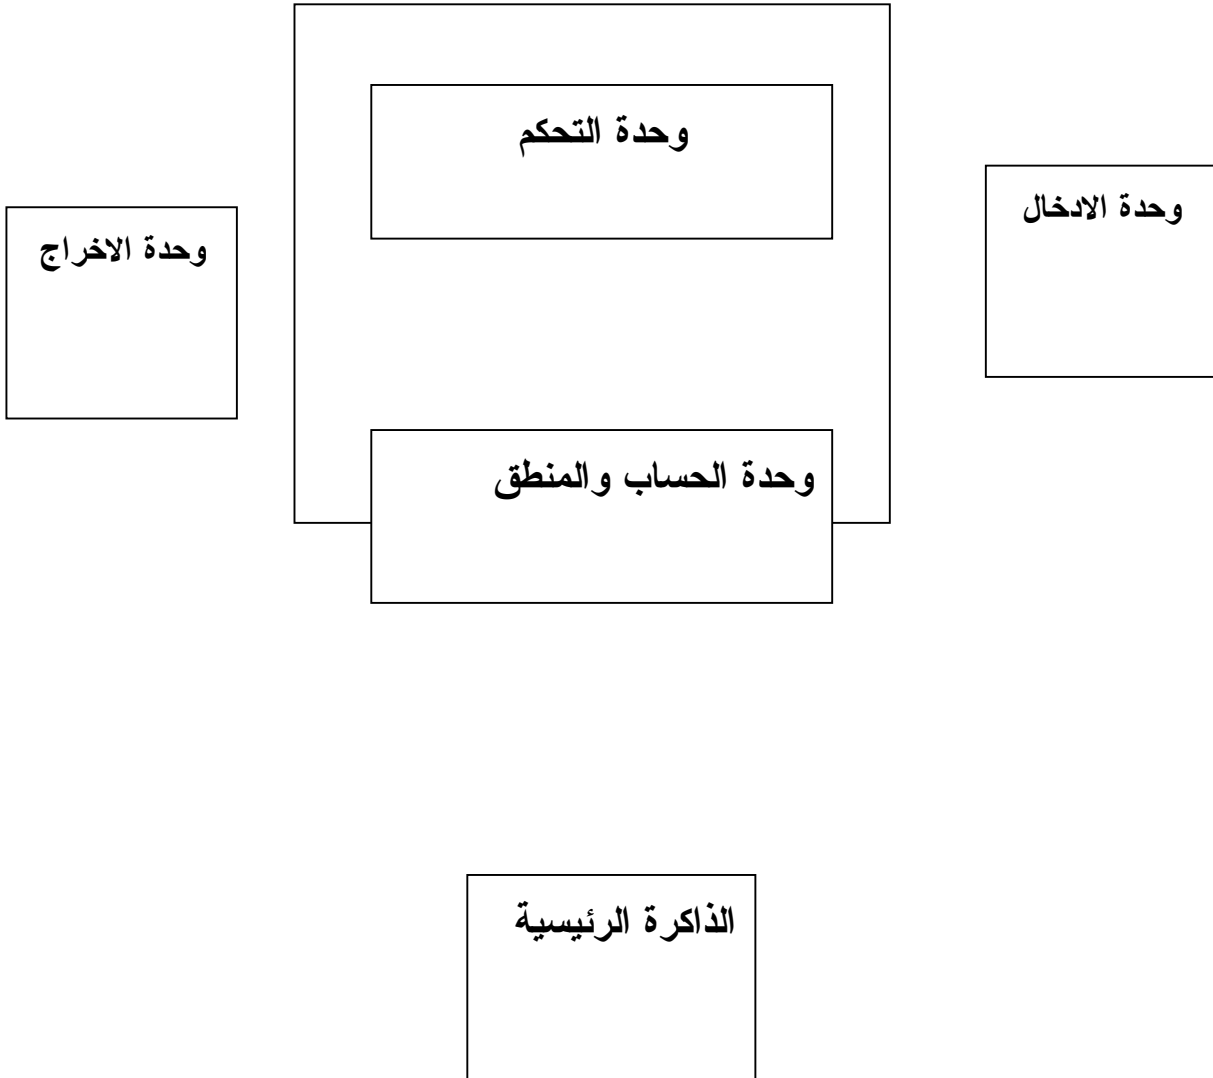 وحدة التحكم
وحدة الادخال
وحدة الاخراج
وحدة الحساب والمنطق
الذاكرة الرئيسية